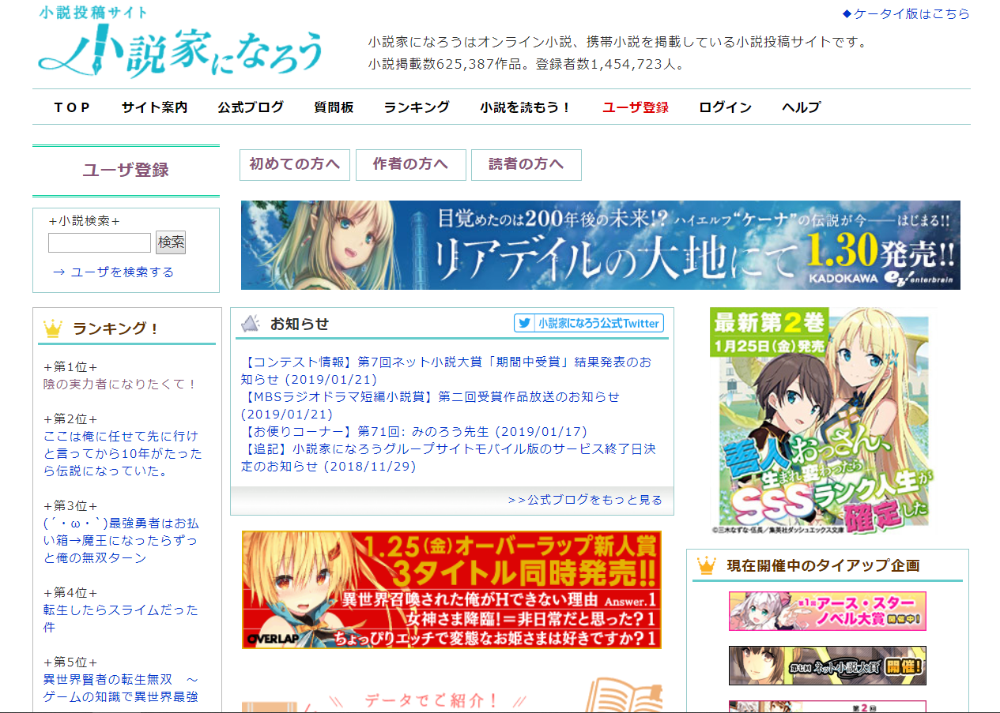 小説投稿サイト
小説家になろう
◆ケータイ版はこちら
小説家になろうはオンライン小説、携帯小説を掲載している小説投稿サイトです。
小説掲載数625,387作品。登録者数1,454,723人。
TOP サイト案内 公式ブログ 質問板 ランキング 小説を読もう！ ユーザ登録 ログイン ヘルプ
ユーザ登録
初めての方へ 作者の方へ 読者の方へ
+小説検索+
検索
→ ユーザを検索する
目覚めたのは200年後の未来!? ハイエルフ“ケーナ”の伝説が今――はじまる!!
リアデイルの大地にて 1.30発売!!
KADOKAWA enterbrain
ランキング！
+第1位+
陰の実力者になりたくて！
+第2位+
ここは俺に任せて先に行け
と言ってから10年がたった
ら伝説になっていた。
+第3位+
(´・ω・`)最強勇者はお払
い箱→魔王になったらずっ
と俺の無双ターン
+第4位+
転生したらスライムだった
件
+第5位+
異世界賢者の転生無双　～
ゲームの知識で異世界最強
お知らせ
小説家になろう公式Twitter
【コンテスト情報】第7回ネット小説大賞「期間中受賞」結果発表のお
知らせ (2019/01/21)
【MBSラジオドラマ短編小説賞】第二回受賞作品放送のお知らせ
(2019/01/21)
【お便りコーナー】第71回: みのろう先生 (2019/01/17)
【追記】小説家になろうグループサイトモバイル版のサービス終了日決
定のお知らせ (2018/11/29)
>>公式ブログをもっと見る
1.25(金)オーバーラップ新人賞
3タイトル同時発売!!
異世界召喚された俺がHできない理由 Answer.1
女神さま降臨!＝非日常だと思った？1
ちょっぴりエッチで変態なお姫さまは好きですか？1
OVERLAP
データでご紹介！
最新第2巻
1月25日(金)発売
善人おっさん、
生まれ変わったら
SSSランク人生が
確定した
©三木なずな・伍長／集英社ダッシュエックス文庫
現在開催中のタイアップ企画
第1回アース・スター
ノベル大賞 開催中!
第七回 ネット小説大賞 開催!
第2回